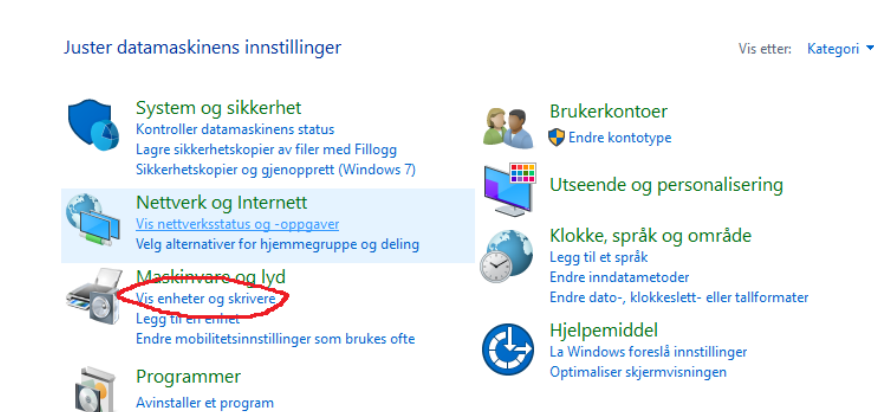 Juster datamaskinens innstillinger
Vis etter: Kategori
System og sikkerhet
Kontroller datamaskinens status
Lagre sikkerhetskopier av filer med Fillogg
Sikkerhetskopier og gjenopprett (Windows 7)
Nettverk og Internett
Vis nettverksstatus og -oppgaver
Velg alternativer for hjemmegruppe og deling
Maskinvare og lyd
Vis enheter og skrivere
Legg til en enhet
Endre mobilitetsinnstillinger som brukes ofte
Programmer
Avinstaller et program
Brukerkontoer
Endre kontotype
Utseende og personalisering
Klokke, språk og område
Legg til et språk
Endre inndatametoder
Endre dato-, klokkeslett- eller tallformater
Hjelpemiddel
La Windows foreslå innstillinger
Optimaliser skjermvisningen